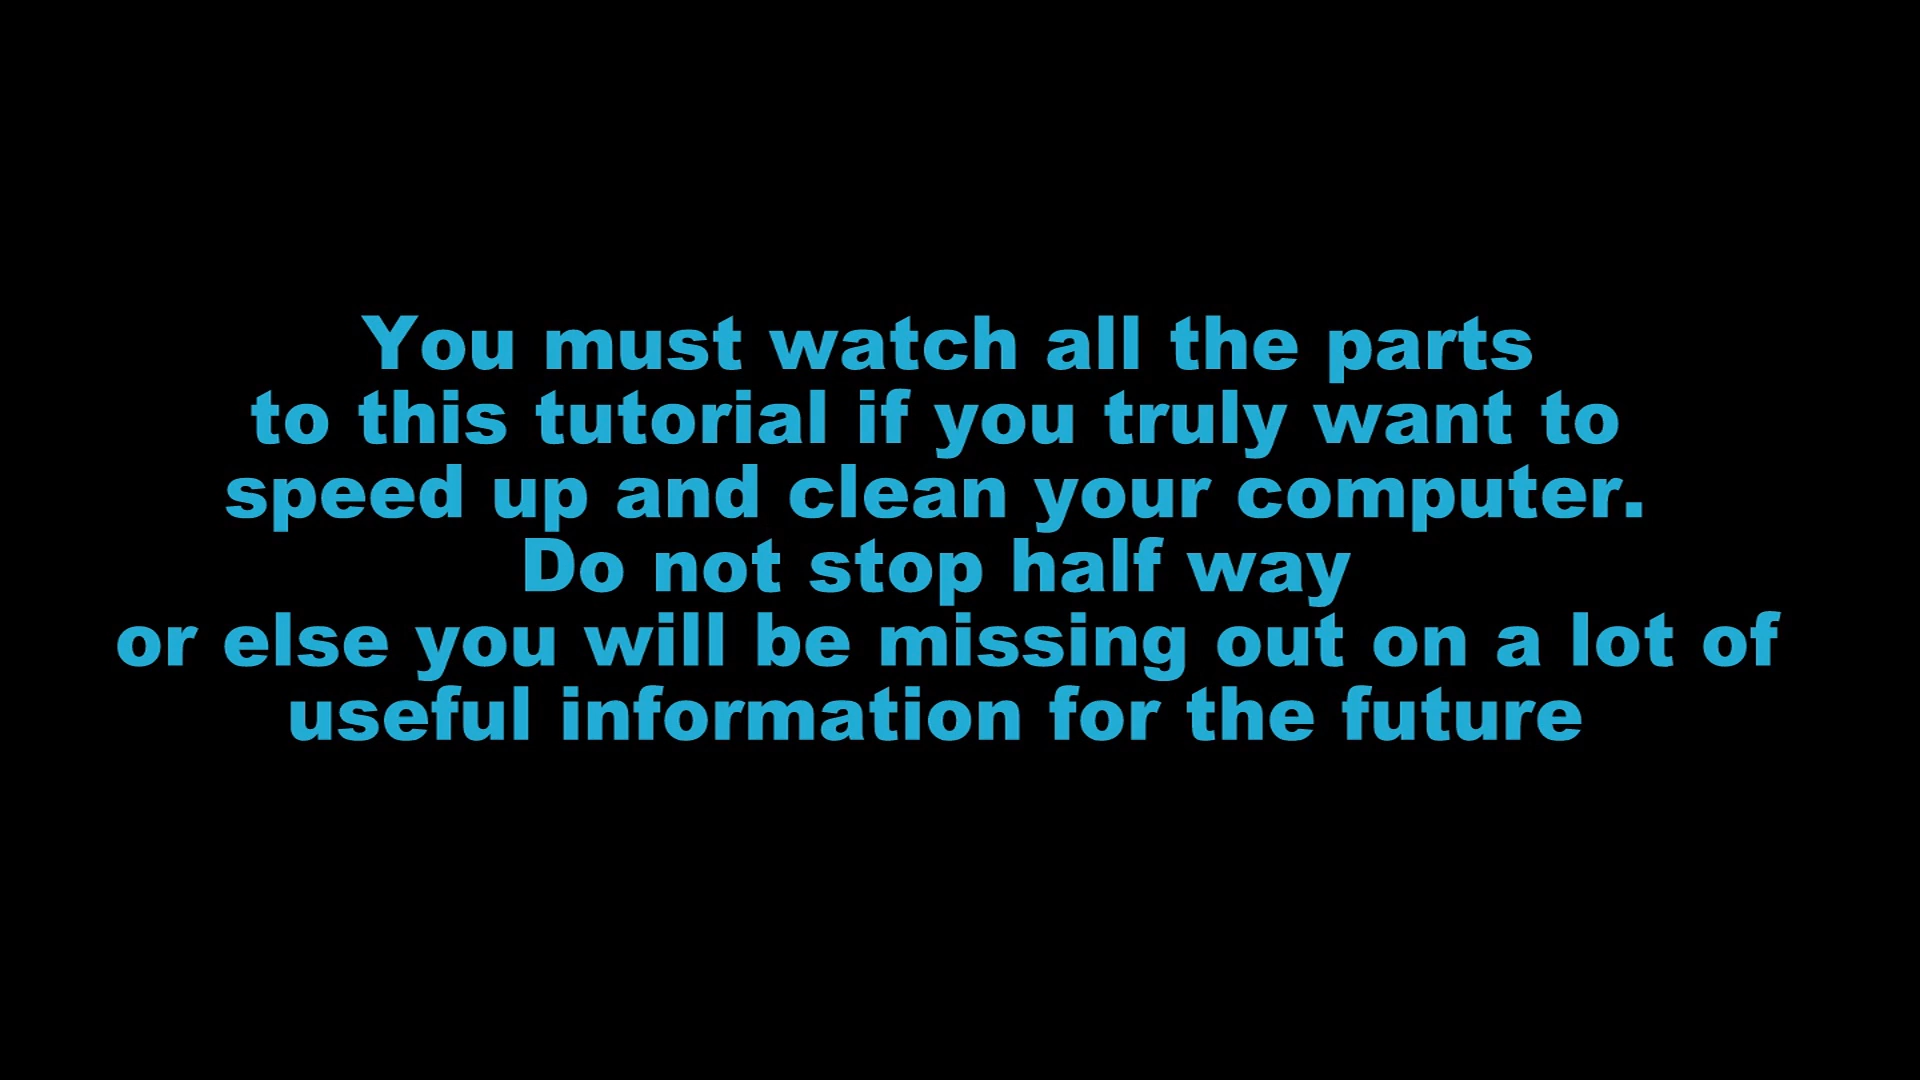 You must watch all the parts
to this tutorial if you truly want to
speed up and clean your computer.
Do not stop half way
or else you will be missing out on a lot of
useful information for the future